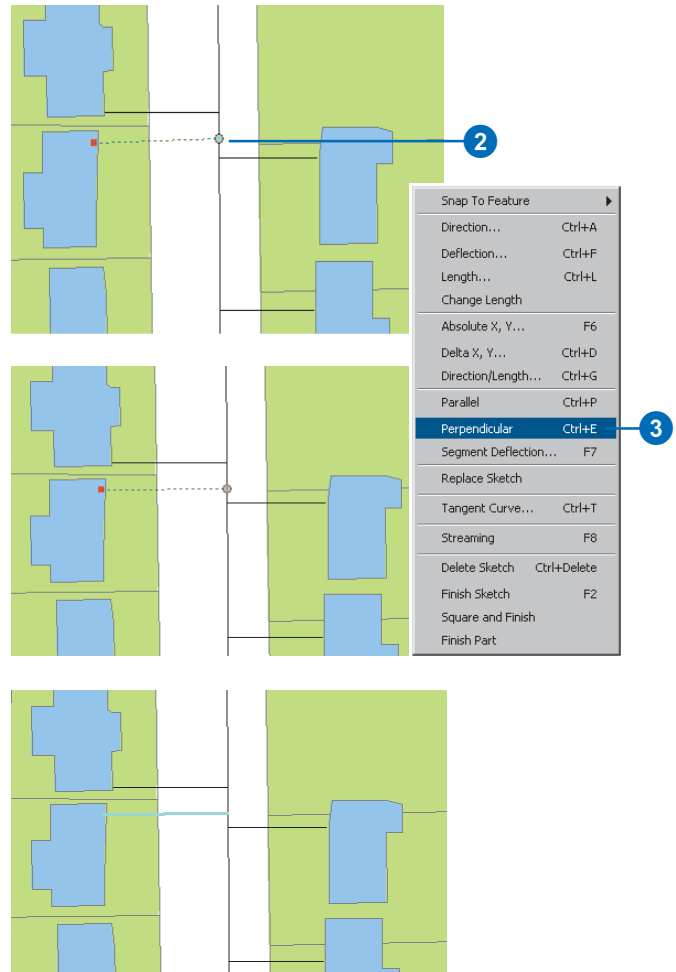 2
Snap To Feature
Direction... Ctrl+A
Deflection... Ctrl+F
Length... Ctrl+L
Change Length
Absolute X, Y... F6
Delta X, Y... Ctrl+D
Direction/Length... Ctrl+G
Parallel Ctrl+P
Perpendicular Ctrl+E 3
Segment Deflection... F7
Replace Sketch
Tangent Curve... Ctrl+T
Streaming F8
Delete Sketch Ctrl+Delete
Finish Sketch F2
Square and Finish
Finish Part